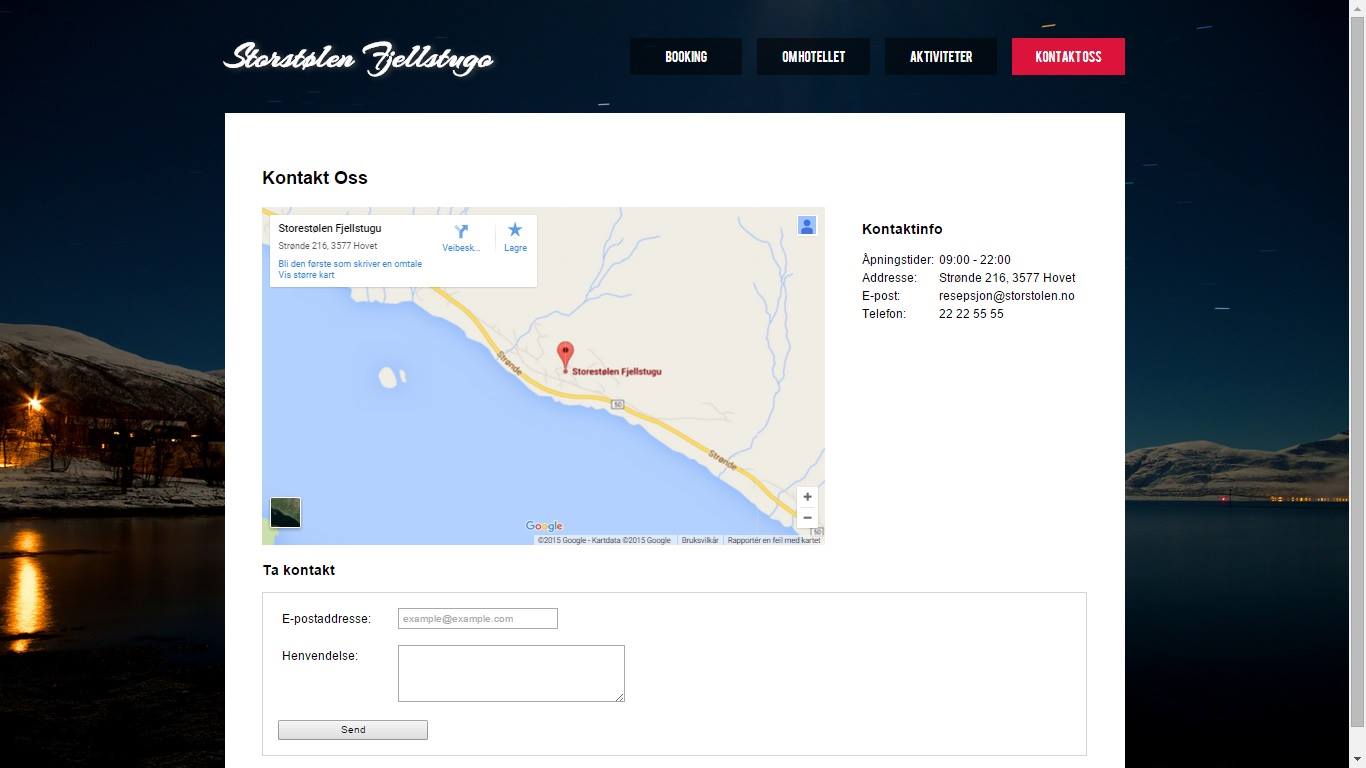 Storstølen Fjellstugo
BOOKING
OM HOTELLET
AKTIVITETER
KONTAKT OSS
Kontakt Oss
Storestølen Fjellstugu
Strønde 216, 3577 Hovet
Bli den første som skriver en omtale
Vis større kart
Veibesk...
Lagre
Strønde
Storestølen Fjellstugu
50
Strønde
50
+
−
Google
©2015 Google - Kartdata ©2015 Google
Bruksvilkår
Rapportér en feil med kartet
Kontaktinfo
Åpningstider: 09:00 - 22:00
Addresse: Strønde 216, 3577 Hovet
E-post: resepsjon@storstolen.no
Telefon: 22 22 55 55
Ta kontakt
E-postaddresse: example@example.com
Henvendelse:
Send